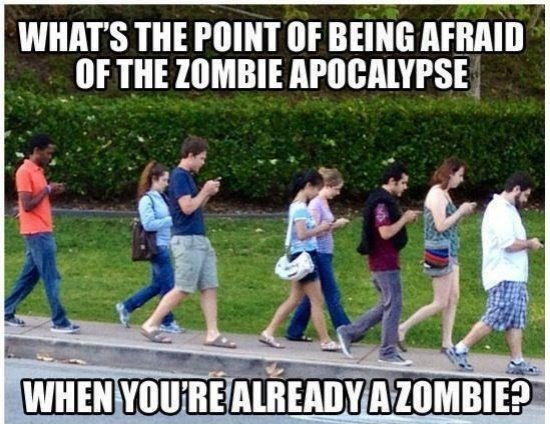 WHAT'S THE POINT OF BEING AFRAID
OF THE ZOMBIE APOCALYPSE
WHEN YOU'RE ALREADY A ZOMBIE?